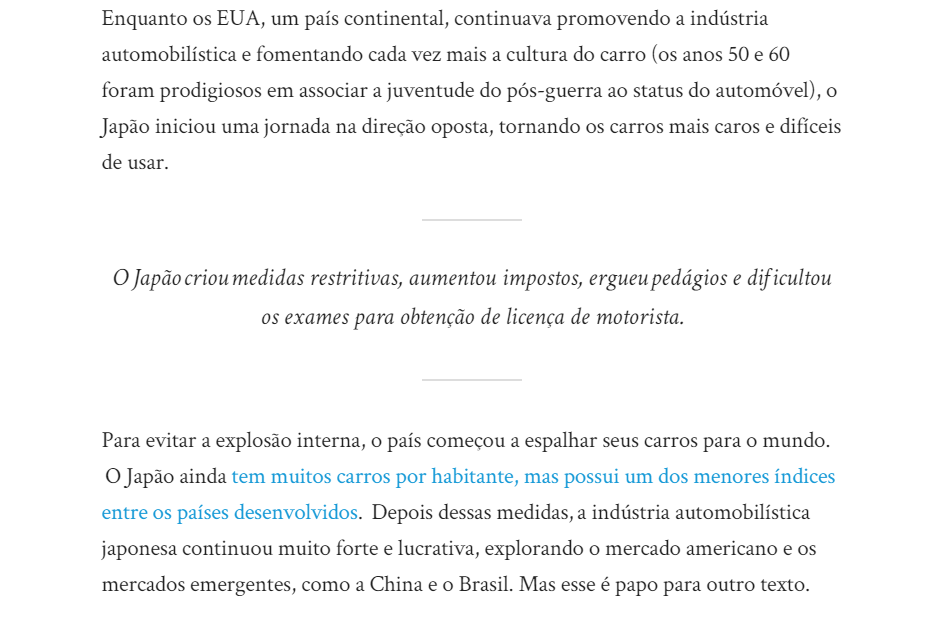 Enquanto os EUA, um país continental, continuava promovendo a indústria
automobilística e fomentando cada vez mais a cultura do carro (os anos 50 e 60
foram prodigiosos em associar a juventude do pós-guerra ao status do automóvel), o
Japão iniciou uma jornada na direção oposta, tornando os carros mais caros e difíceis
de usar.
O Japão criou medidas restritivas, aumentou impostos, ergueu pedágios e dificultou
os exames para obtenção de licença de motorista.
Para evitar a explosão interna, o país começou a espalhar seus carros para o mundo.
O Japão ainda tem muitos carros por habitante, mas possui um dos menores índices
entre os países desenvolvidos. Depois dessas medidas, a indústria automobilística
japonesa continuou muito forte e lucrativa, explorando o mercado americano e os
mercados emergentes, como a China e o Brasil. Mas esse é papo para outro texto.